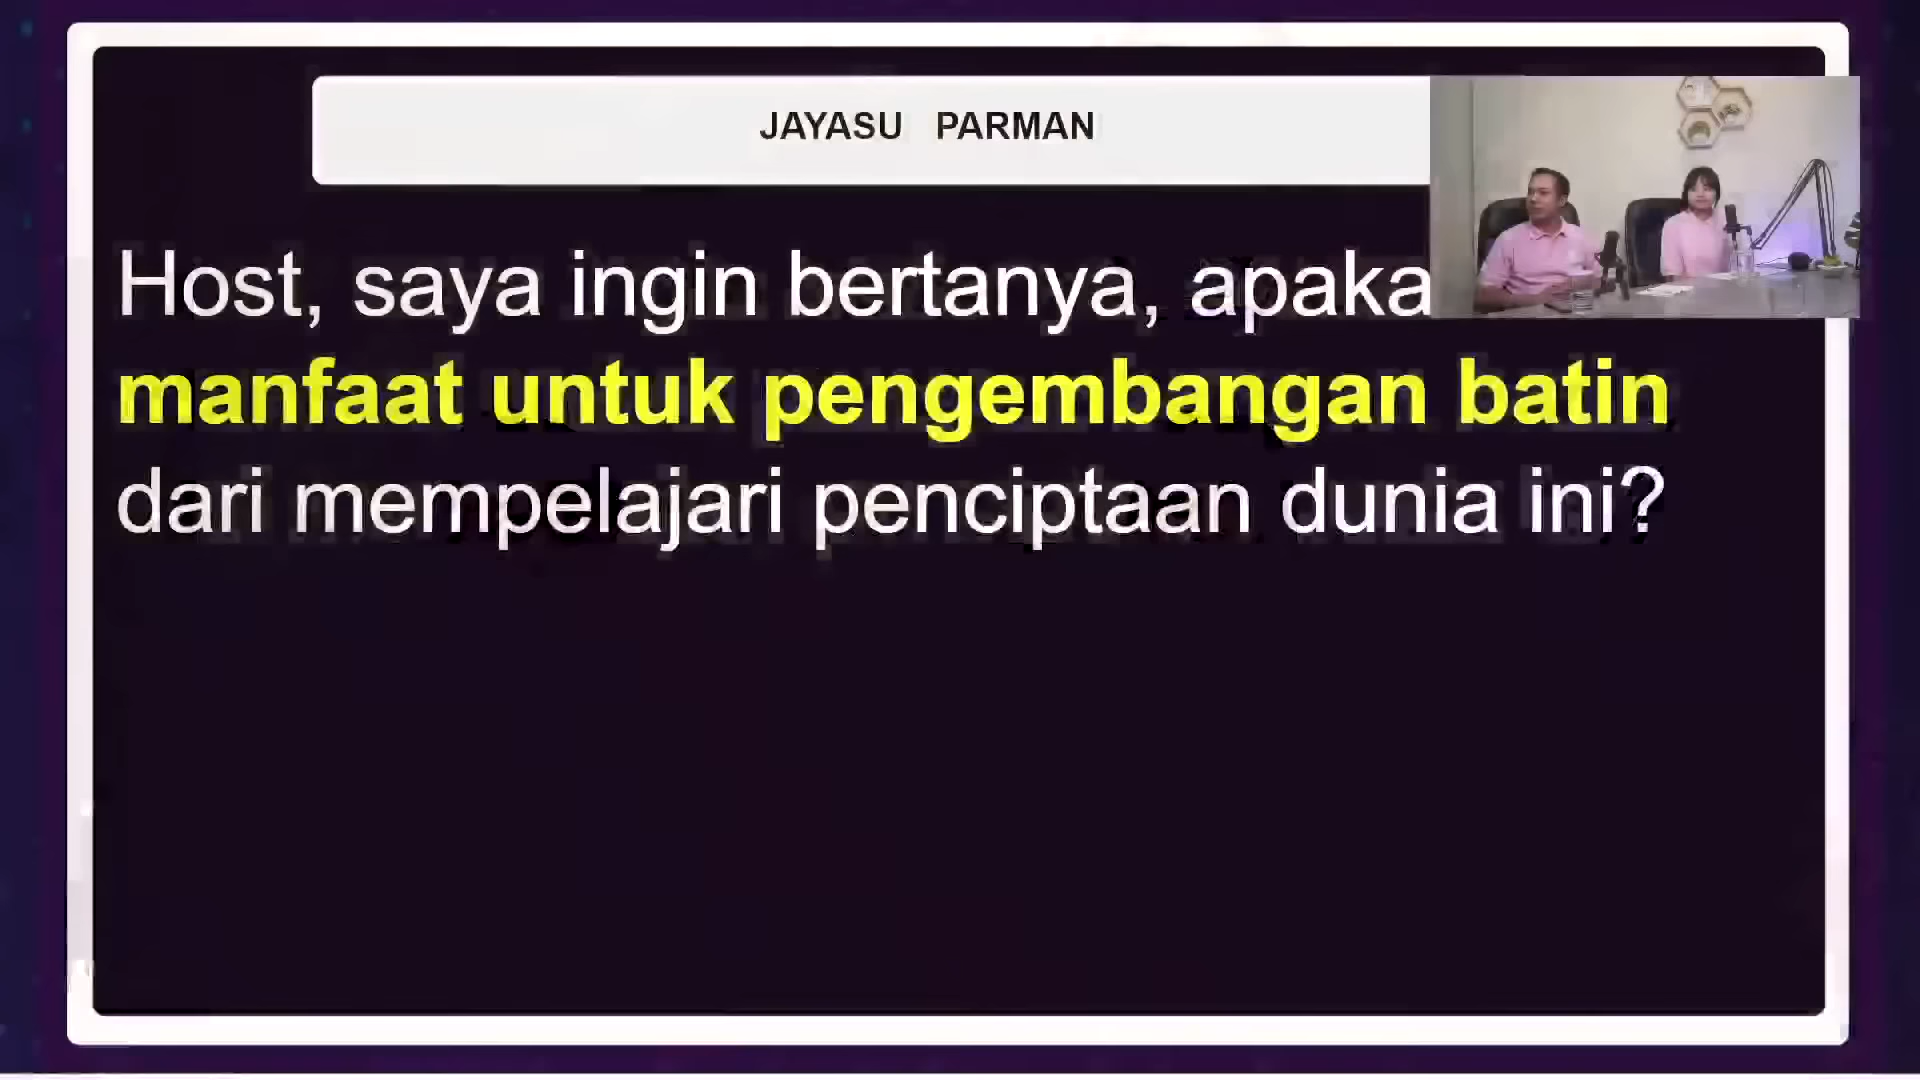 JAYASU PARMAN
Host, saya ingin bertanya, apaka
manfaat untuk pengembangan batin
dari mempelajari penciptaan dunia ini?